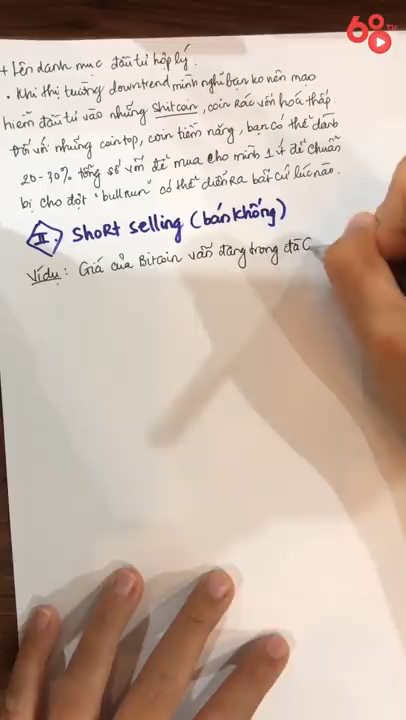 60s TV
+ Lên danh mục đầu tư hợp lý.
• Khi thị trường downtrend mình nghĩ bạn ko nên mạo
hiểm đầu tư vào những shitcoin, coin rác vốn hoá thấp.
Đối với những coin top, coin tiềm năng, bạn có thể dành
20-30% tổng số vốn để mua cho mình 1 ít để chuẩn
bị cho đợt "bull run" có thể diễn ra bất cứ lúc nào.
II. Short selling (bán khống)
Ví dụ: Giá của Bitcoin vẫn đang trong đà c